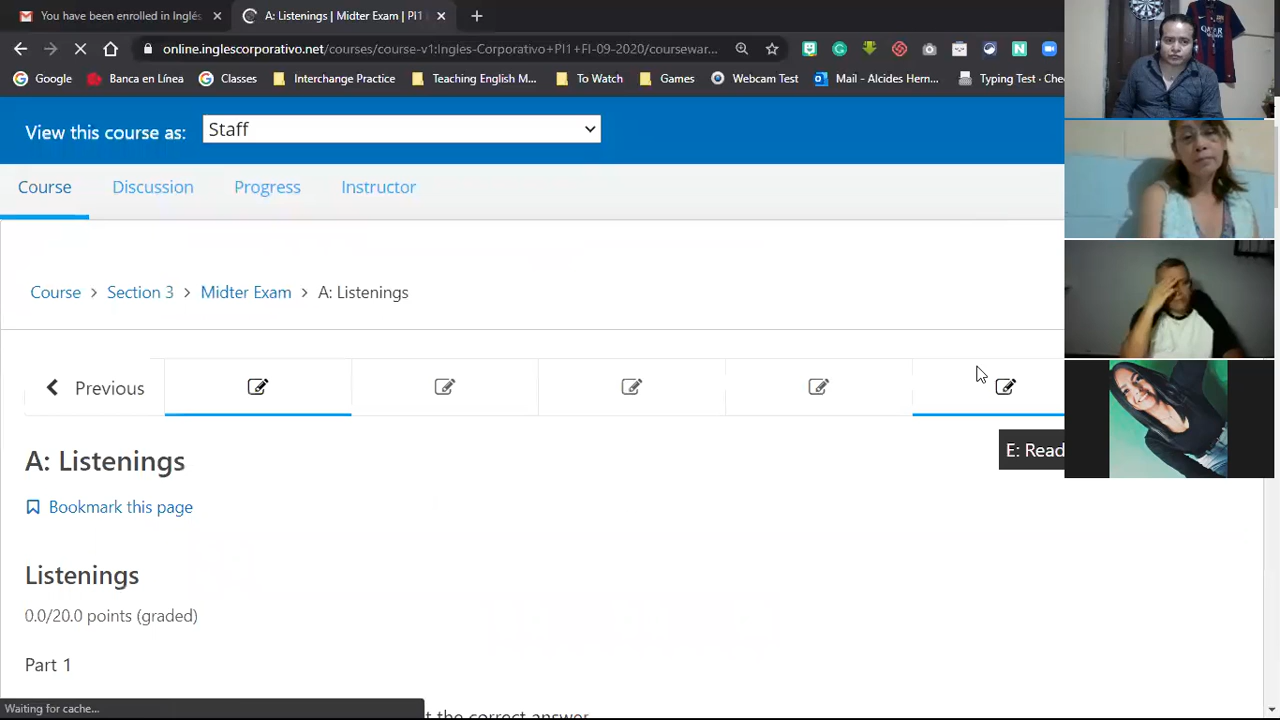 You have been enrolled in Inglés
A: Listenings | Midter Exam | PI1
online.inglescorporativo.net/courses/course-v1:Inglescorporativo+PI1+FI-09-2020/coursewar...
Google
Banca en Línea
Classes
Interchange Practice
Teaching English M...
To Watch
Games
Webcam Test
Mail - Alcides Hern...
Typing Test - Chec
View this course as:
Staff
Course
Discussion
Progress
Instructor
Course > Section 3 > Midter Exam > A: Listenings
Previous
A: Listenings
E: Read
Bookmark this page
Listenings
0.0/20.0 points (graded)
Part 1
t the correct answer
Waiting for cache...